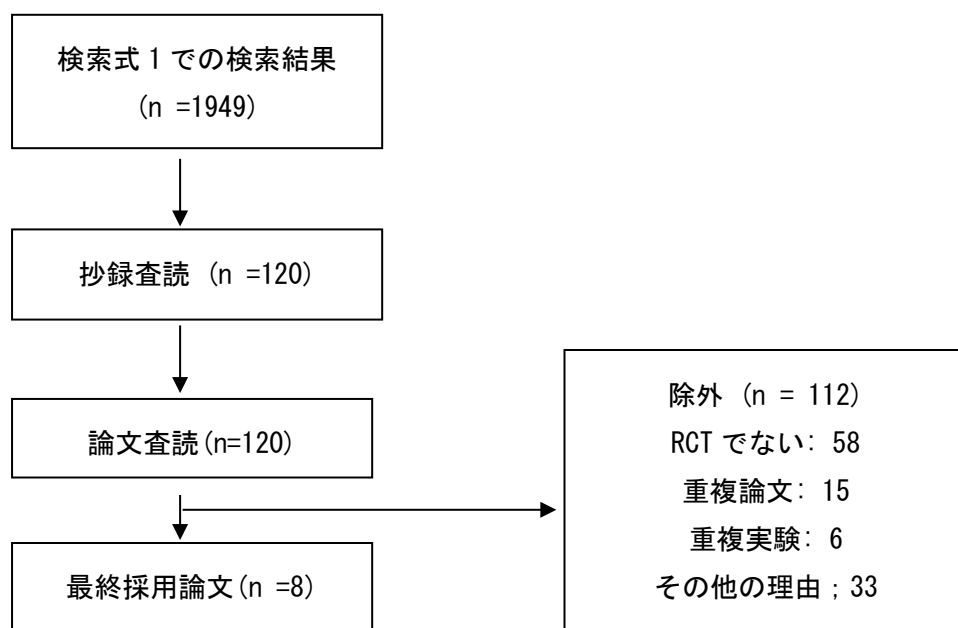 検索式 1 での検索結果
(n =1949)
抄録査読 (n =120)
論文査読(n=120)
除外 (n = 112)
RCT でない: 58
重複論文: 15
重複実験: 6
その他の理由 ; 33
最終採用論文(n =8)